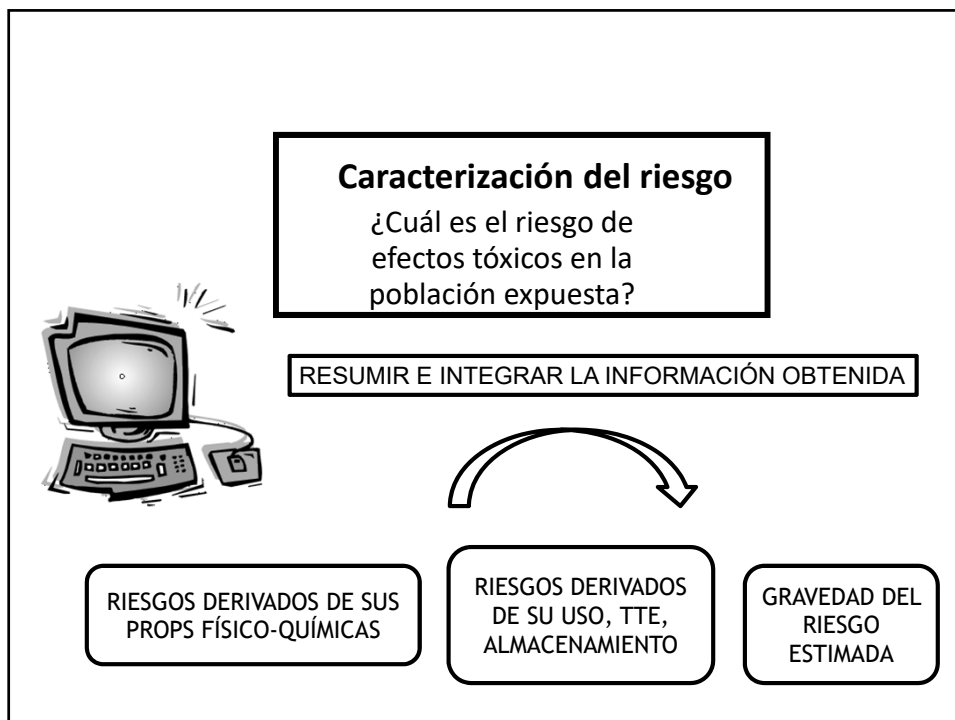 Caracterización del riesgo
¿Cuál es el riesgo de
efectos tóxicos en la
población expuesta?
RESUMIR E INTEGRAR LA INFORMACIÓN OBTENIDA
RIESGOS DERIVADOS DE SUS
PROPS FÍSICO-QUÍMICAS
RIESGOS DERIVADOS
DE SU USO, TTE,
ALMACENAMIENTO
GRAVEDAD DEL
RIESGO
ESTIMADA